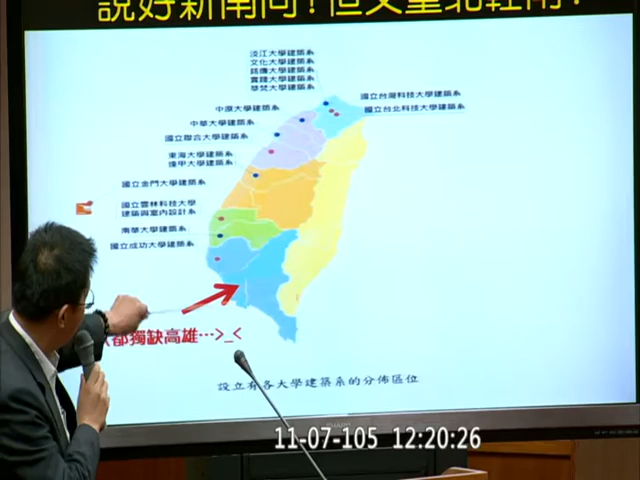 說好新南向!但又重北輕南?
淡江大學建築系
文化大學建築系
銘傳大學建築系
實踐大學建築系
華梵大學建築系
國立台灣科技大學建築系
國立台北科技大學建築系
中原大學建築系
中華大學建築系
國立聯合大學建築系
東海大學建築系
逢甲大學建築系
國立金門大學建築系
國立雲林科技大學
建築與室內設計系
南華大學建築系
國立成功大學建築系
都獨缺高雄…>_<
設立有各大學建築系的分佈區位
SHARP
11-07-105 12:20:26